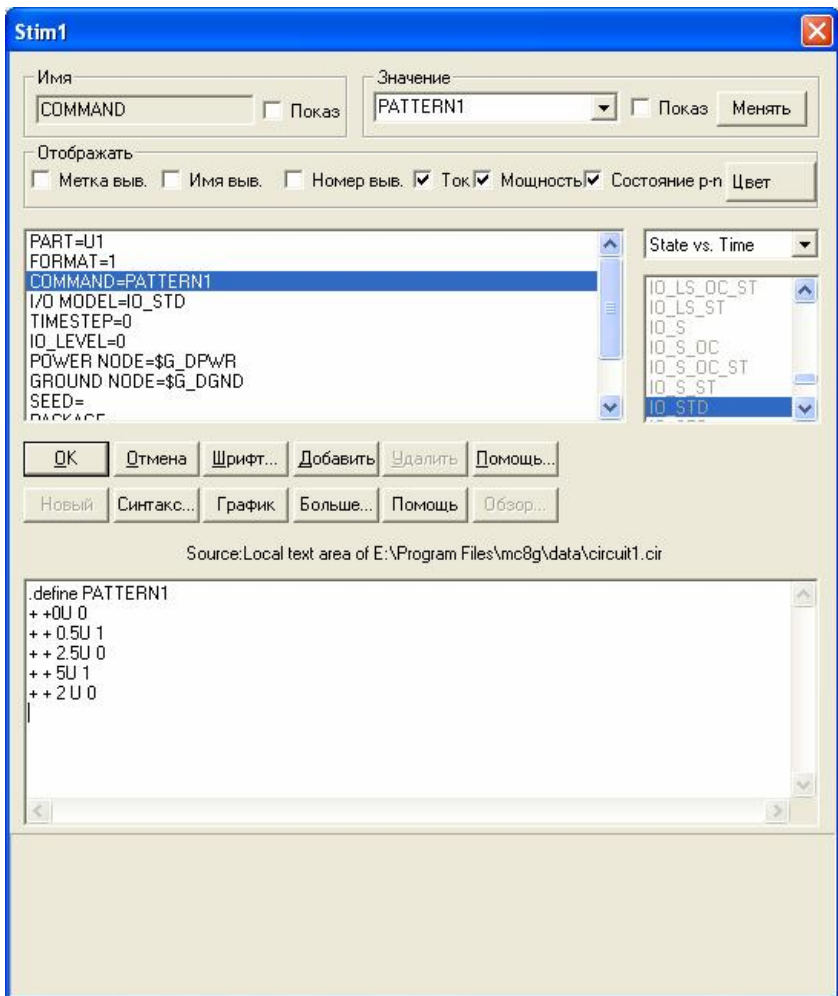 Stim1
Имя
Значение
COMMAND
Показ
PATTERN1
Показ
Менять
Отображать
Метка выв.
Имя выв.
Номер выв.
Ток
Мощность
Состояние p-n
Цвет
PART=U1
FORMAT=1
COMMAND=PATTERN1
I/O MODEL=IO_STD
TIMESTEP=0
IO_LEVEL=0
POWER NODE=$G_DPWR
GROUND NODE=$G_DGND
SEED=
State vs. Time
IO_LS_OC_ST
IO_LS_ST
IO_S
IO_S_OC
IO_S_OC_ST
IO_S_ST
IO_STD
OK
Отмена
Шрифт...
Добавить
Удалить
Помощь...
Новый
Синтакс...
График
Больше...
Помощь
Обзор...
Source:Local text area of E:\Program Files\mc8g\data\circuit1.cir
.define PATTERN1
+ +0U 0
+ + 0.5U 1
+ + 2.5U 0
+ + 5U 1
+ + 2 U 0